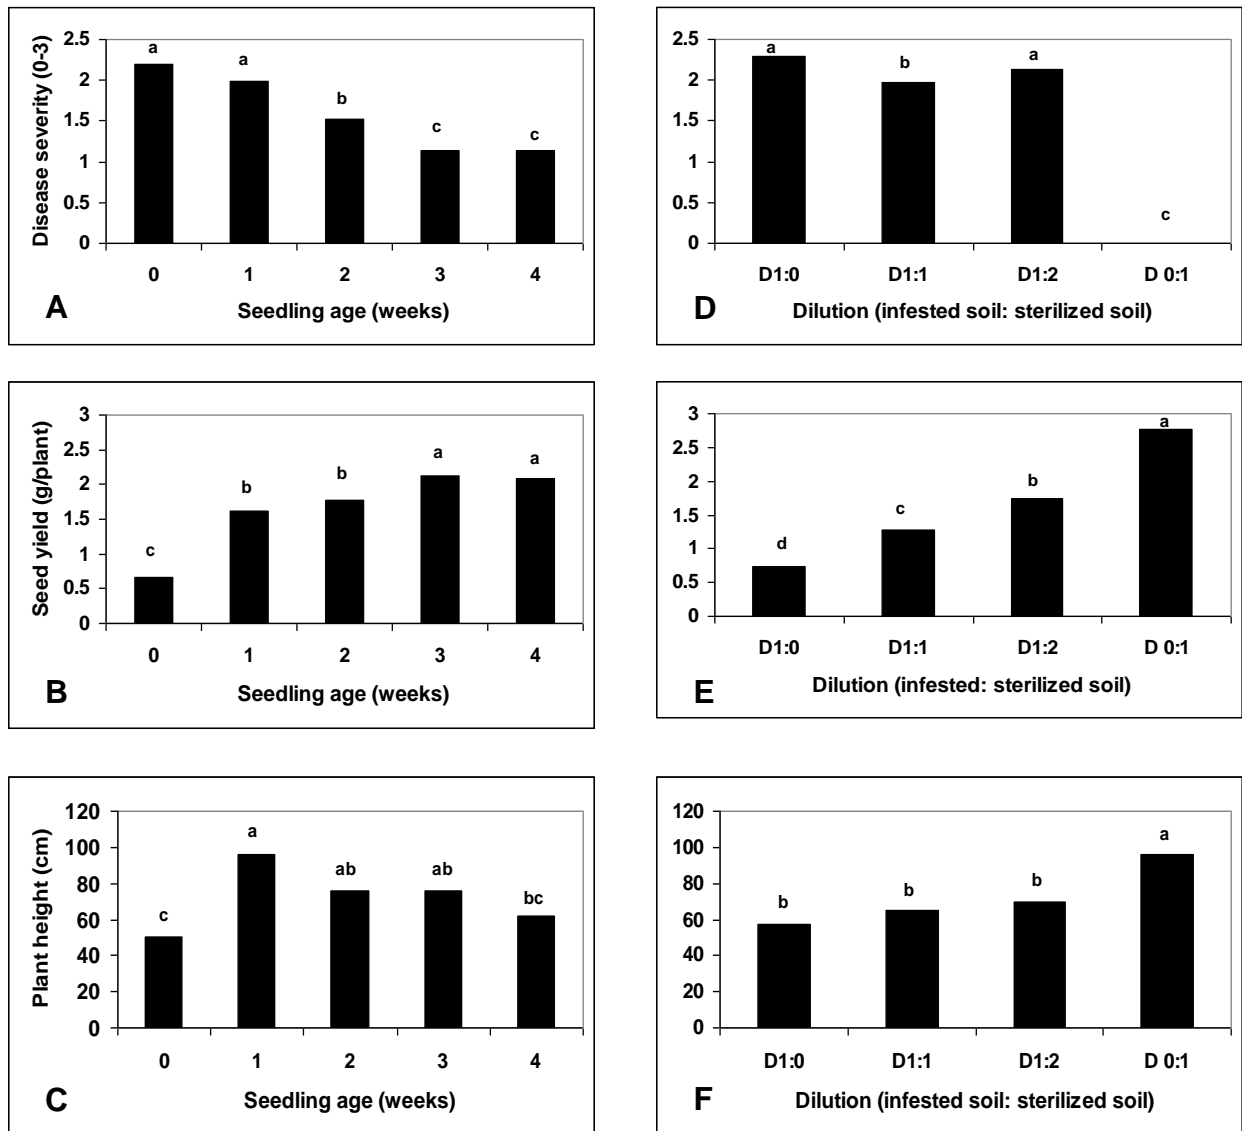 Disease severity (0-3)
2.5
2
1.5
1
0.5
0
a
a
b
c
c
0 1 2 3 4
Seedling age (weeks)
A
Seed yield (g/plant)
3
2.5
2
1.5
1
0.5
0
c
b
b
a
a
0 1 2 3 4
Seedling age (weeks)
B
Plant height (cm)
120
100
80
60
40
20
0
c
a
ab
ab
bc
0 1 2 3 4
Seedling age (weeks)
C
2.5
2
1.5
1
0.5
0
a
b
a
c
D1:0 D1:1 D1:2 D 0:1
Dilution (infested soil: sterilized soil)
D
3
2.5
2
1.5
1
0.5
0
d
c
b
a
D1:0 D1:1 D1:2 D 0:1
Dilution (infested: sterilized soil)
E
120
100
80
60
40
20
0
b
b
b
a
D1:0 D1:1 D1:2 D 0:1
Dilution (infested soil: sterilized soil)
F